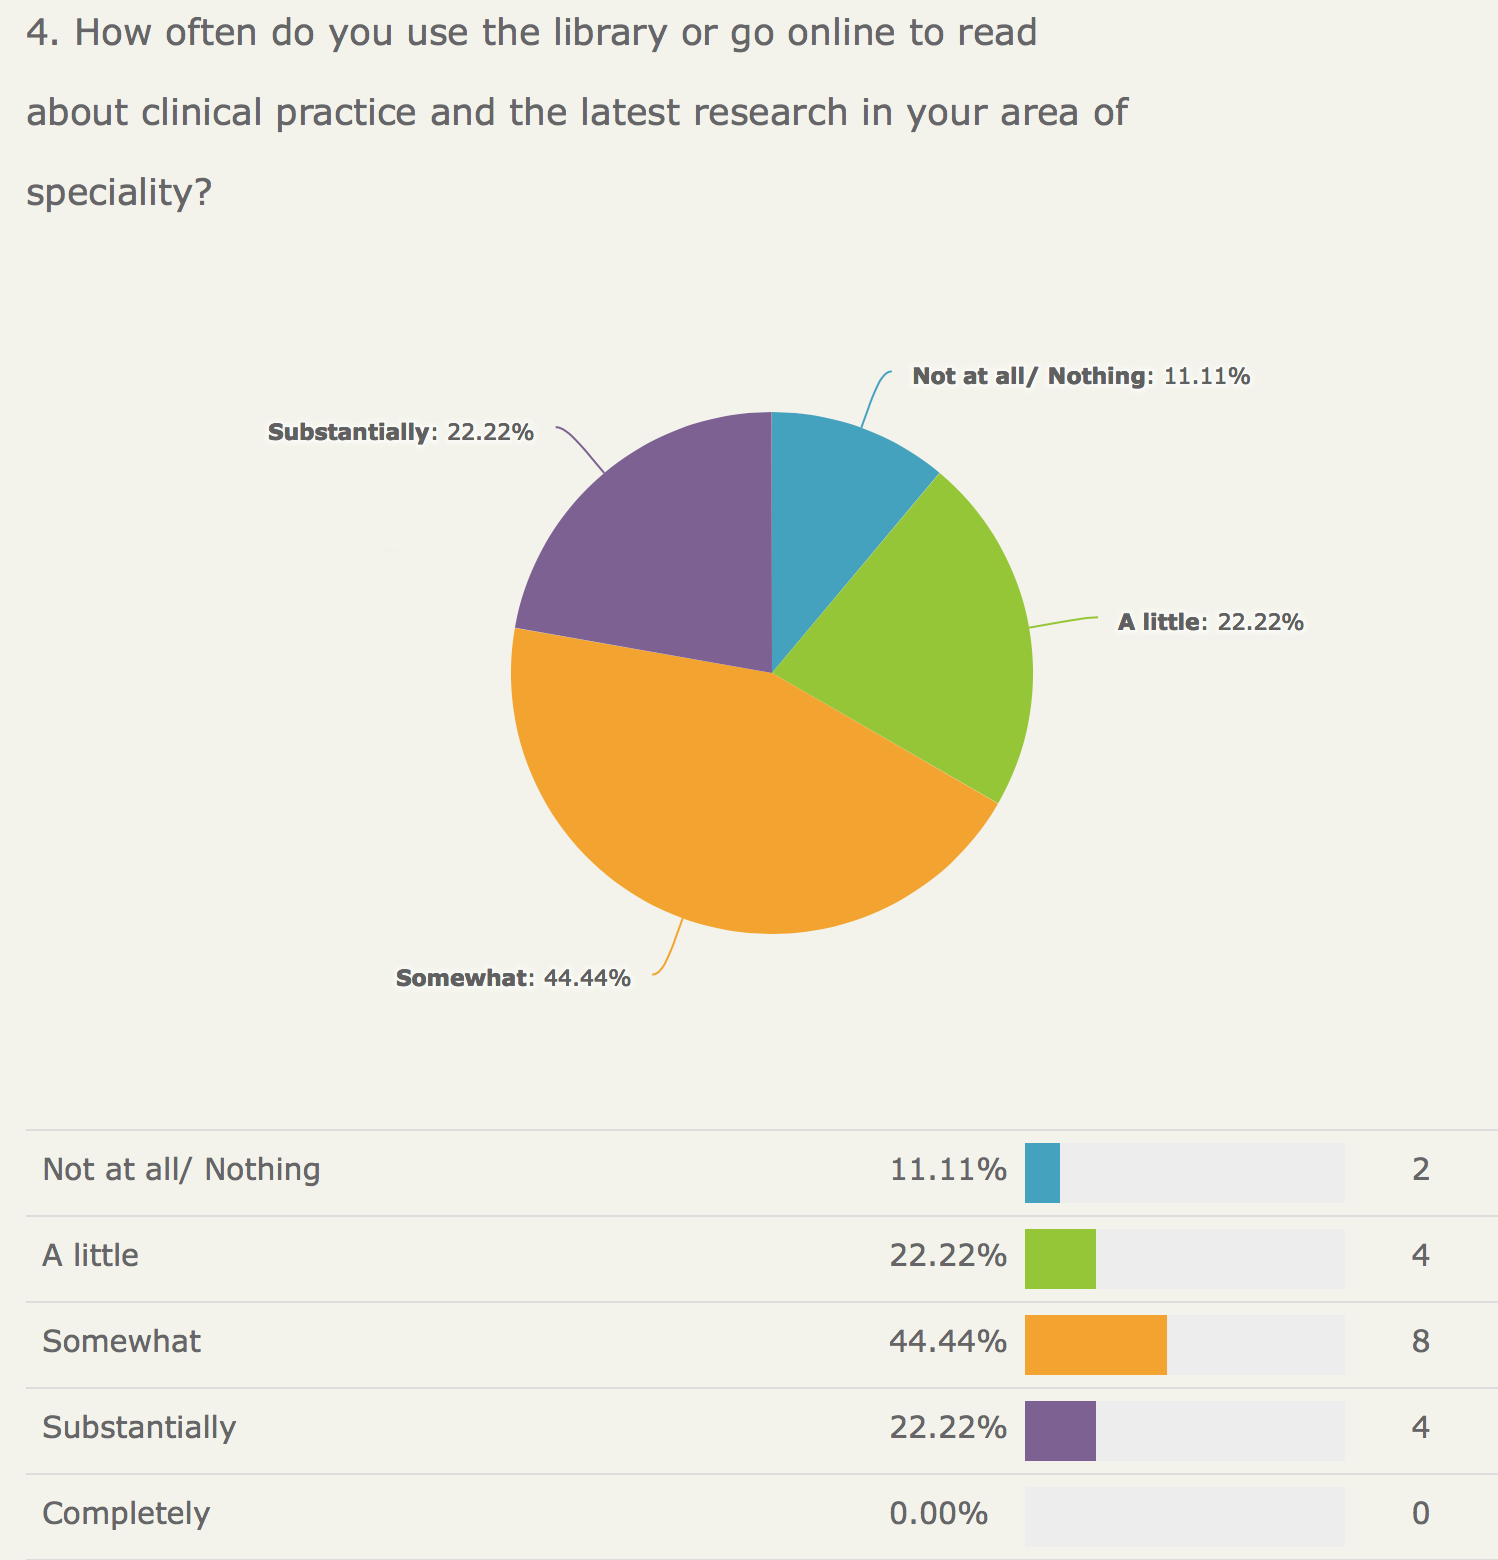 4. How often do you use the library or go online to read
about clinical practice and the latest research in your area of
speciality?
Not at all/ Nothing: 11.11%
Substantially: 22.22%
A little: 22.22%
Somewhat: 44.44%
Not at all/ Nothing 11.11% 2
A little 22.22% 4
Somewhat 44.44% 8
Substantially 22.22% 4
Completely 0.00% 0